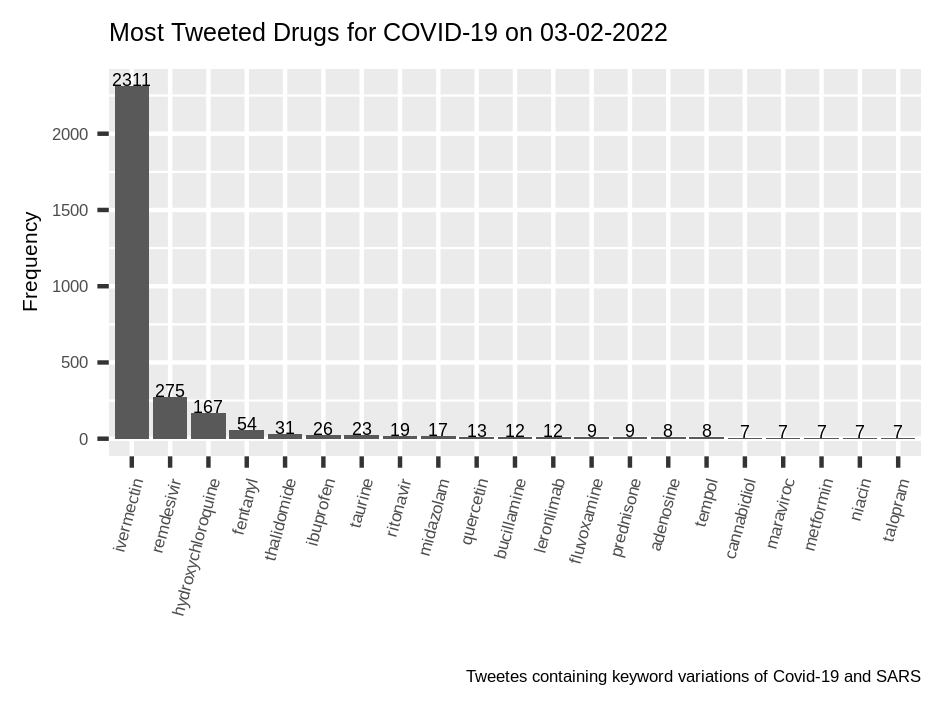 Most Tweeted Drugs for COVID-19 on 03-02-2022
Frequency
2000
1500
1000
500
0
2311
275
167
54
31
26
23
19
17
13
12
12
9
9
8
8
7
7
7
7
7
ivermectin
remdesivir
hydroxychloroquine
fentanyl
thalidomide
ibuprofen
taurine
ritonavir
midazolam
quercetin
bucillamine
leronlimab
fluvoxamine
prednisone
adenosine
tempol
cannabidiol
maraviroc
metformin
niacin
talopram
Tweetes containing keyword variations of Covid-19 and SARS